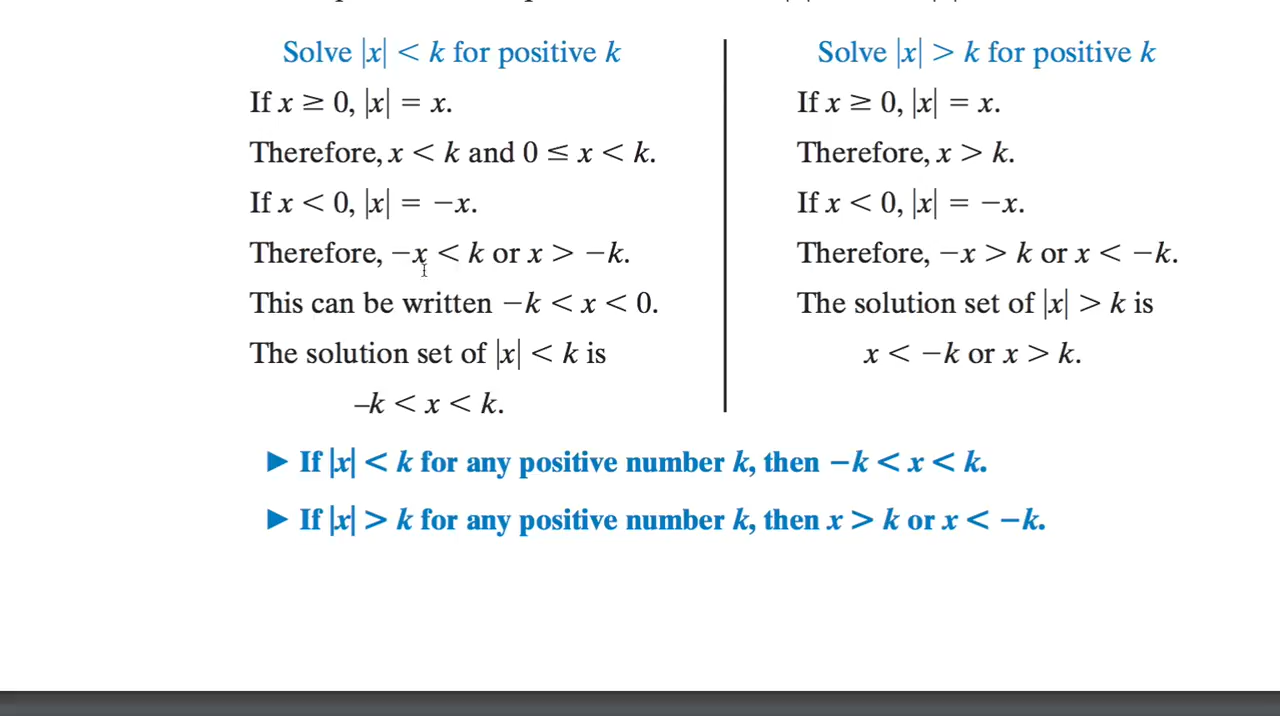 Solve |x| < k for positive k
If x ≥ 0, |x| = x.
Therefore, x < k and 0 ≤ x < k.
If x < 0, |x| = −x.
Therefore, −x < k or x > −k.
This can be written −k < x < 0.
The solution set of |x| < k is
–k < x < k.
Solve |x| > k for positive k
If x ≥ 0, |x| = x.
Therefore, x > k.
If x < 0, |x| = −x.
Therefore, −x > k or x < −k.
The solution set of |x| > k is
x < −k or x > k.
▶ If |x| < k for any positive number k, then −k < x < k.
▶ If |x| > k for any positive number k, then x > k or x < −k.